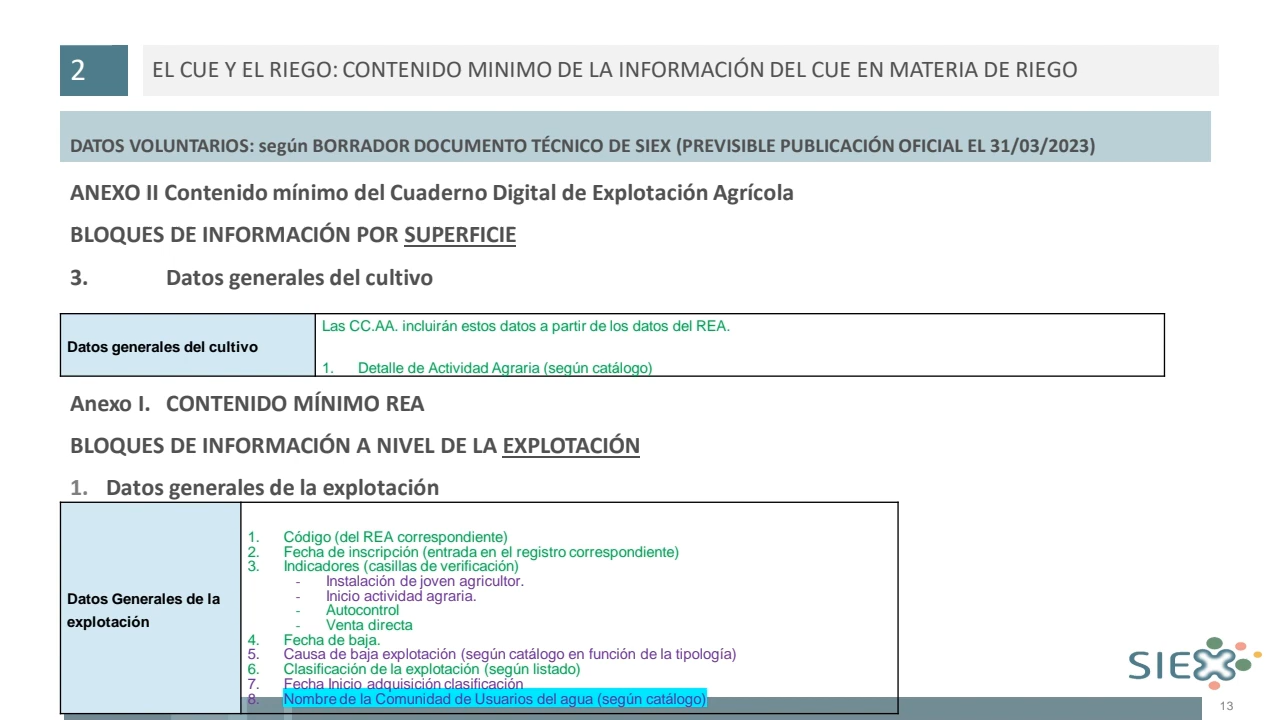 2
EL CUE Y EL RIEGO: CONTENIDO MINIMO DE LA INFORMACIÓN DEL CUE EN MATERIA DE RIEGO
DATOS VOLUNTARIOS: según BORRADOR DOCUMENTO TÉCNICO DE SIEX (PREVISIBLE PUBLICACIÓN OFICIAL EL 31/03/2023)
ANEXO II Contenido mínimo del Cuaderno Digital de Explotación Agrícola
BLOQUES DE INFORMACIÓN POR SUPERFICIE
3. Datos generales del cultivo
Datos generales del cultivo
Las CC.AA. incluirán estos datos a partir de los datos del REA.
1. Detalle de Actividad Agraria (según catálogo)
Anexo I. CONTENIDO MÍNIMO REA
BLOQUES DE INFORMACIÓN A NIVEL DE LA EXPLOTACIÓN
1. Datos generales de la explotación
Datos Generales de la
explotación
1. Código (del REA correspondiente)
2. Fecha de inscripción (entrada en el registro correspondiente)
3. Indicadores (casillas de verificación)
- Instalación de joven agricultor.
- Inicio actividad agraria.
- Autocontrol
- Venta directa
4. Fecha de baja.
5. Causa de baja explotación (según catálogo en función de la tipología)
6. Clasificación de la explotación (según listado)
7. Fecha Inicio adquisición clasificación
8. Nombre de la Comunidad de Usuarios del agua (según catálogo)
SIEX
13